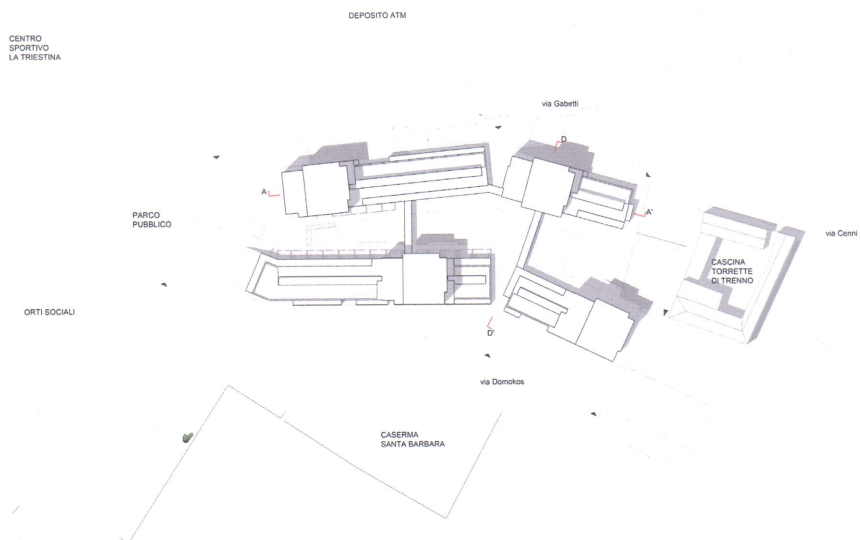 DEPOSITO ATM
CENTRO
SPORTIVO
LA TRIESTINA
via Gabetti
D
A
A'
PARCO
PUBBLICO
via Cenni
CASCINA
TORRETTE
DI TRENNO
ORTI SOCIALI
D'
via Domokos
CASERMA
SANTA BARBARA